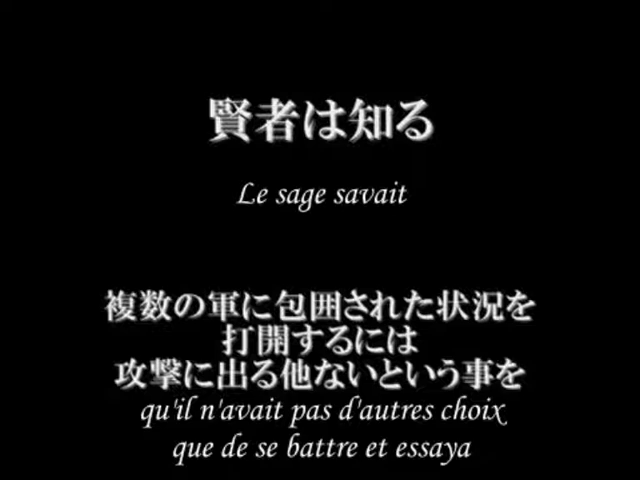 賢者は知る
Le sage savait
複数の軍に包囲された状況を
打開するには
攻撃に出る他ないという事を
qu'il n'avait pas d'autres choix
que de se battre et essaya